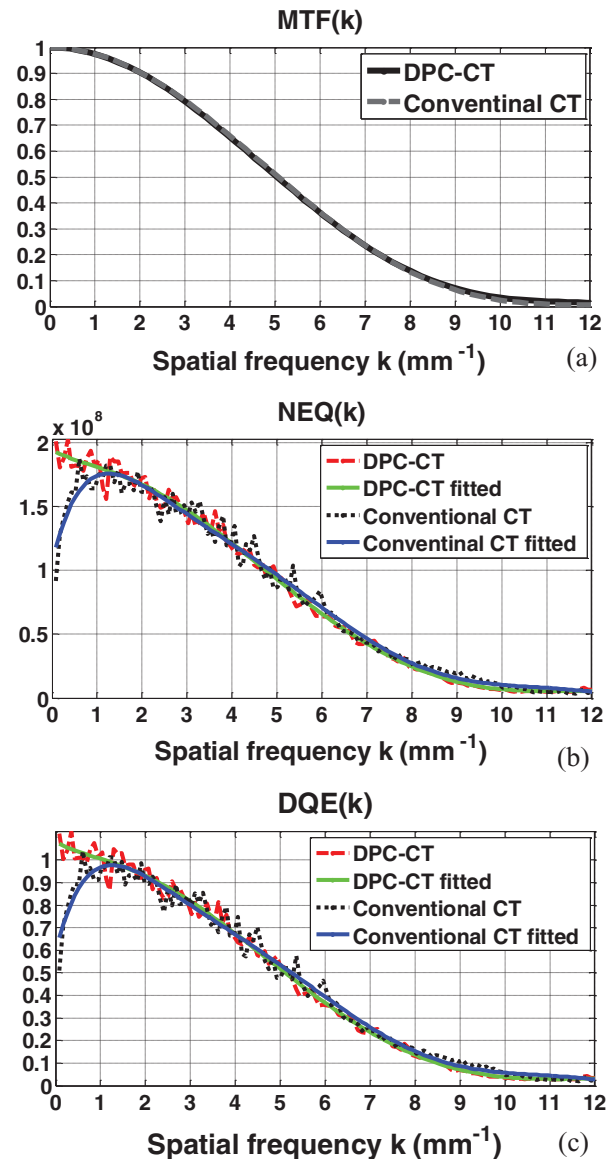 MTF(k)
1
0.9
0.8
0.7
0.6
0.5
0.4
0.3
0.2
0.1
0
DPC-CT
Conventinal CT
0 1 2 3 4 5 6 7 8 9 10 11 12
Spatial frequency k (mm⁻¹)
(a)
NEQ(k)
x 10⁸
2
1.5
1
0.5
0
DPC-CT
DPC-CT fitted
Conventional CT
Conventinal CT fitted
0 1 2 3 4 5 6 7 8 9 10 11 12
Spatial frequency k (mm⁻¹)
(b)
DQE(k)
1
0.9
0.8
0.7
0.6
0.5
0.4
0.3
0.2
0.1
0
DPC-CT
DPC-CT fitted
Conventional CT
Conventional CT fitted
0 1 2 3 4 5 6 7 8 9 10 11 12
Spatial frequency k (mm⁻¹)
(c)